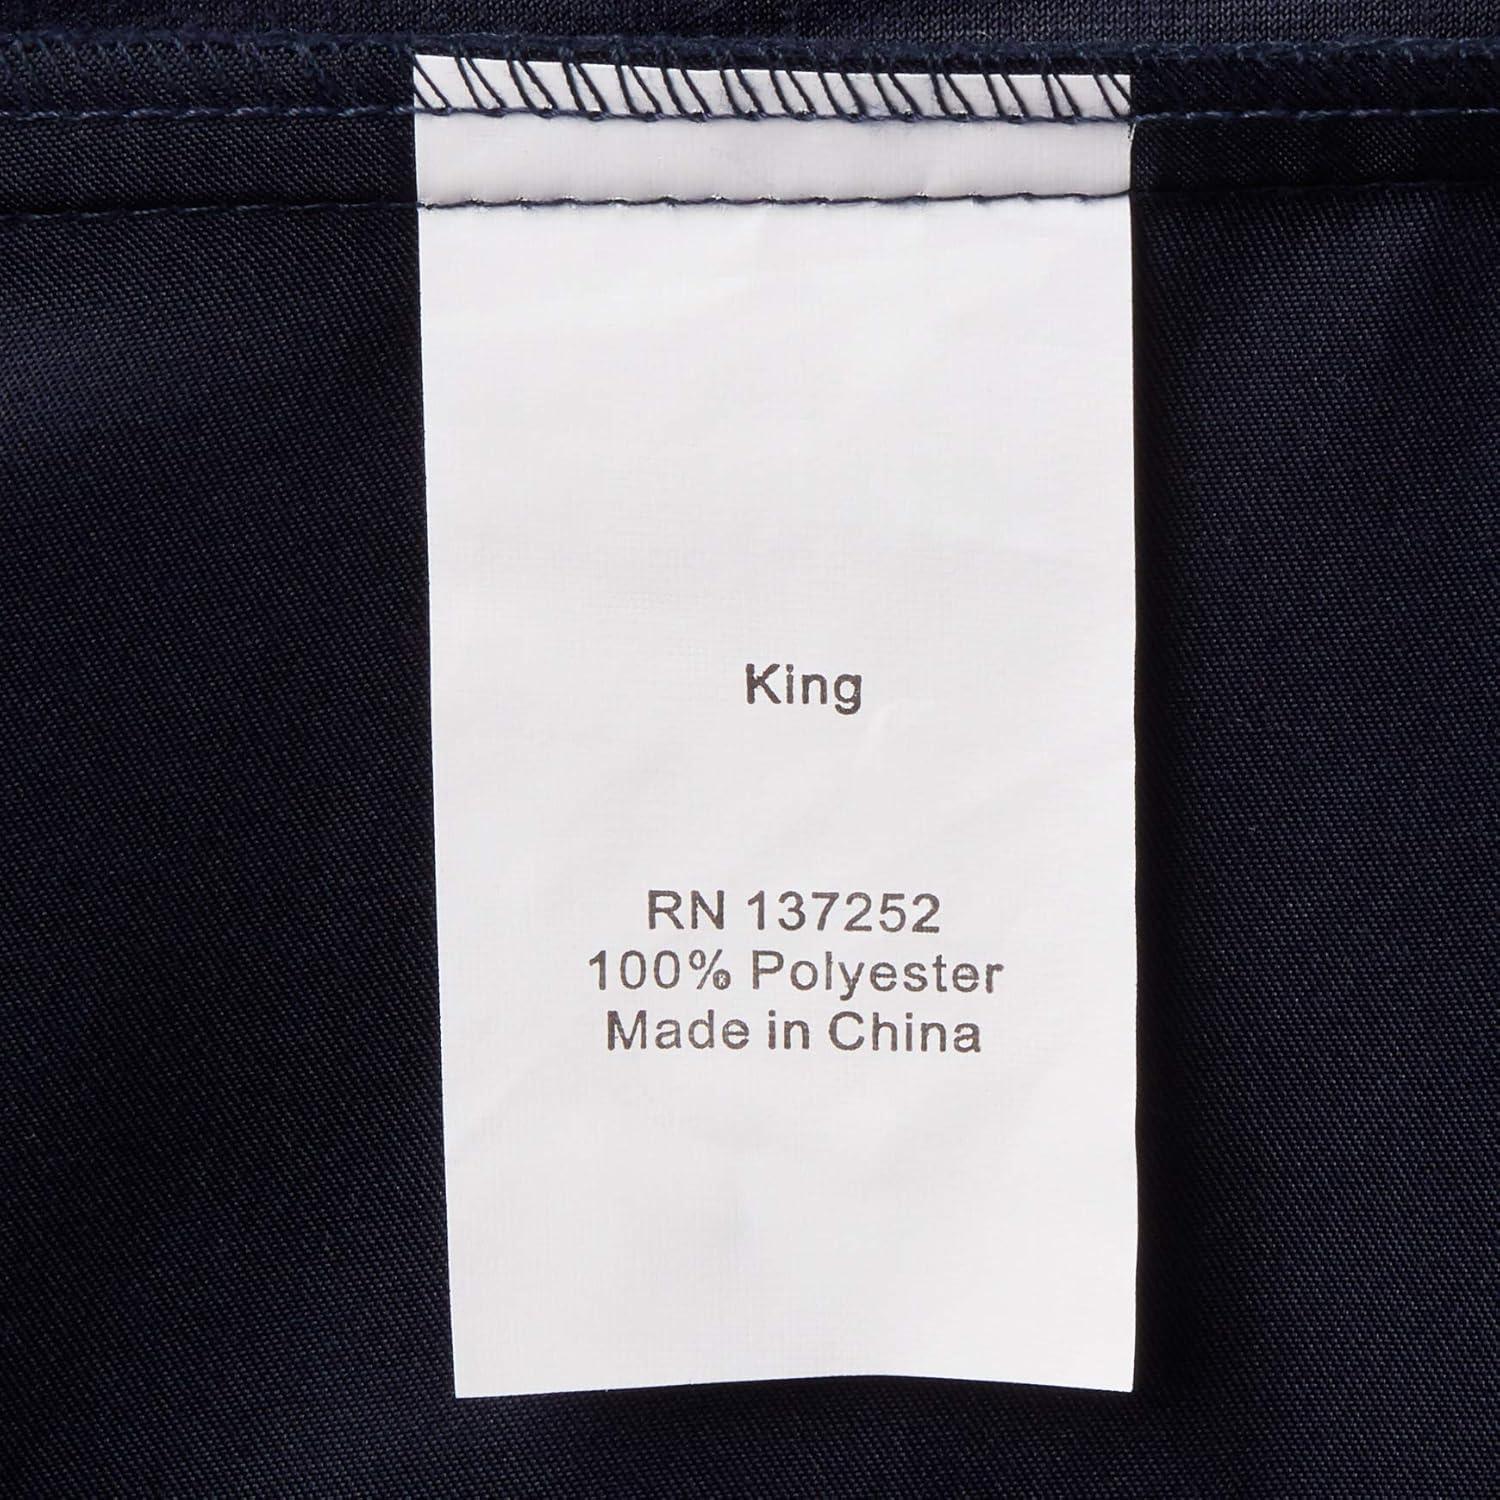 King
RN 137252
100% Polyester
Made in China